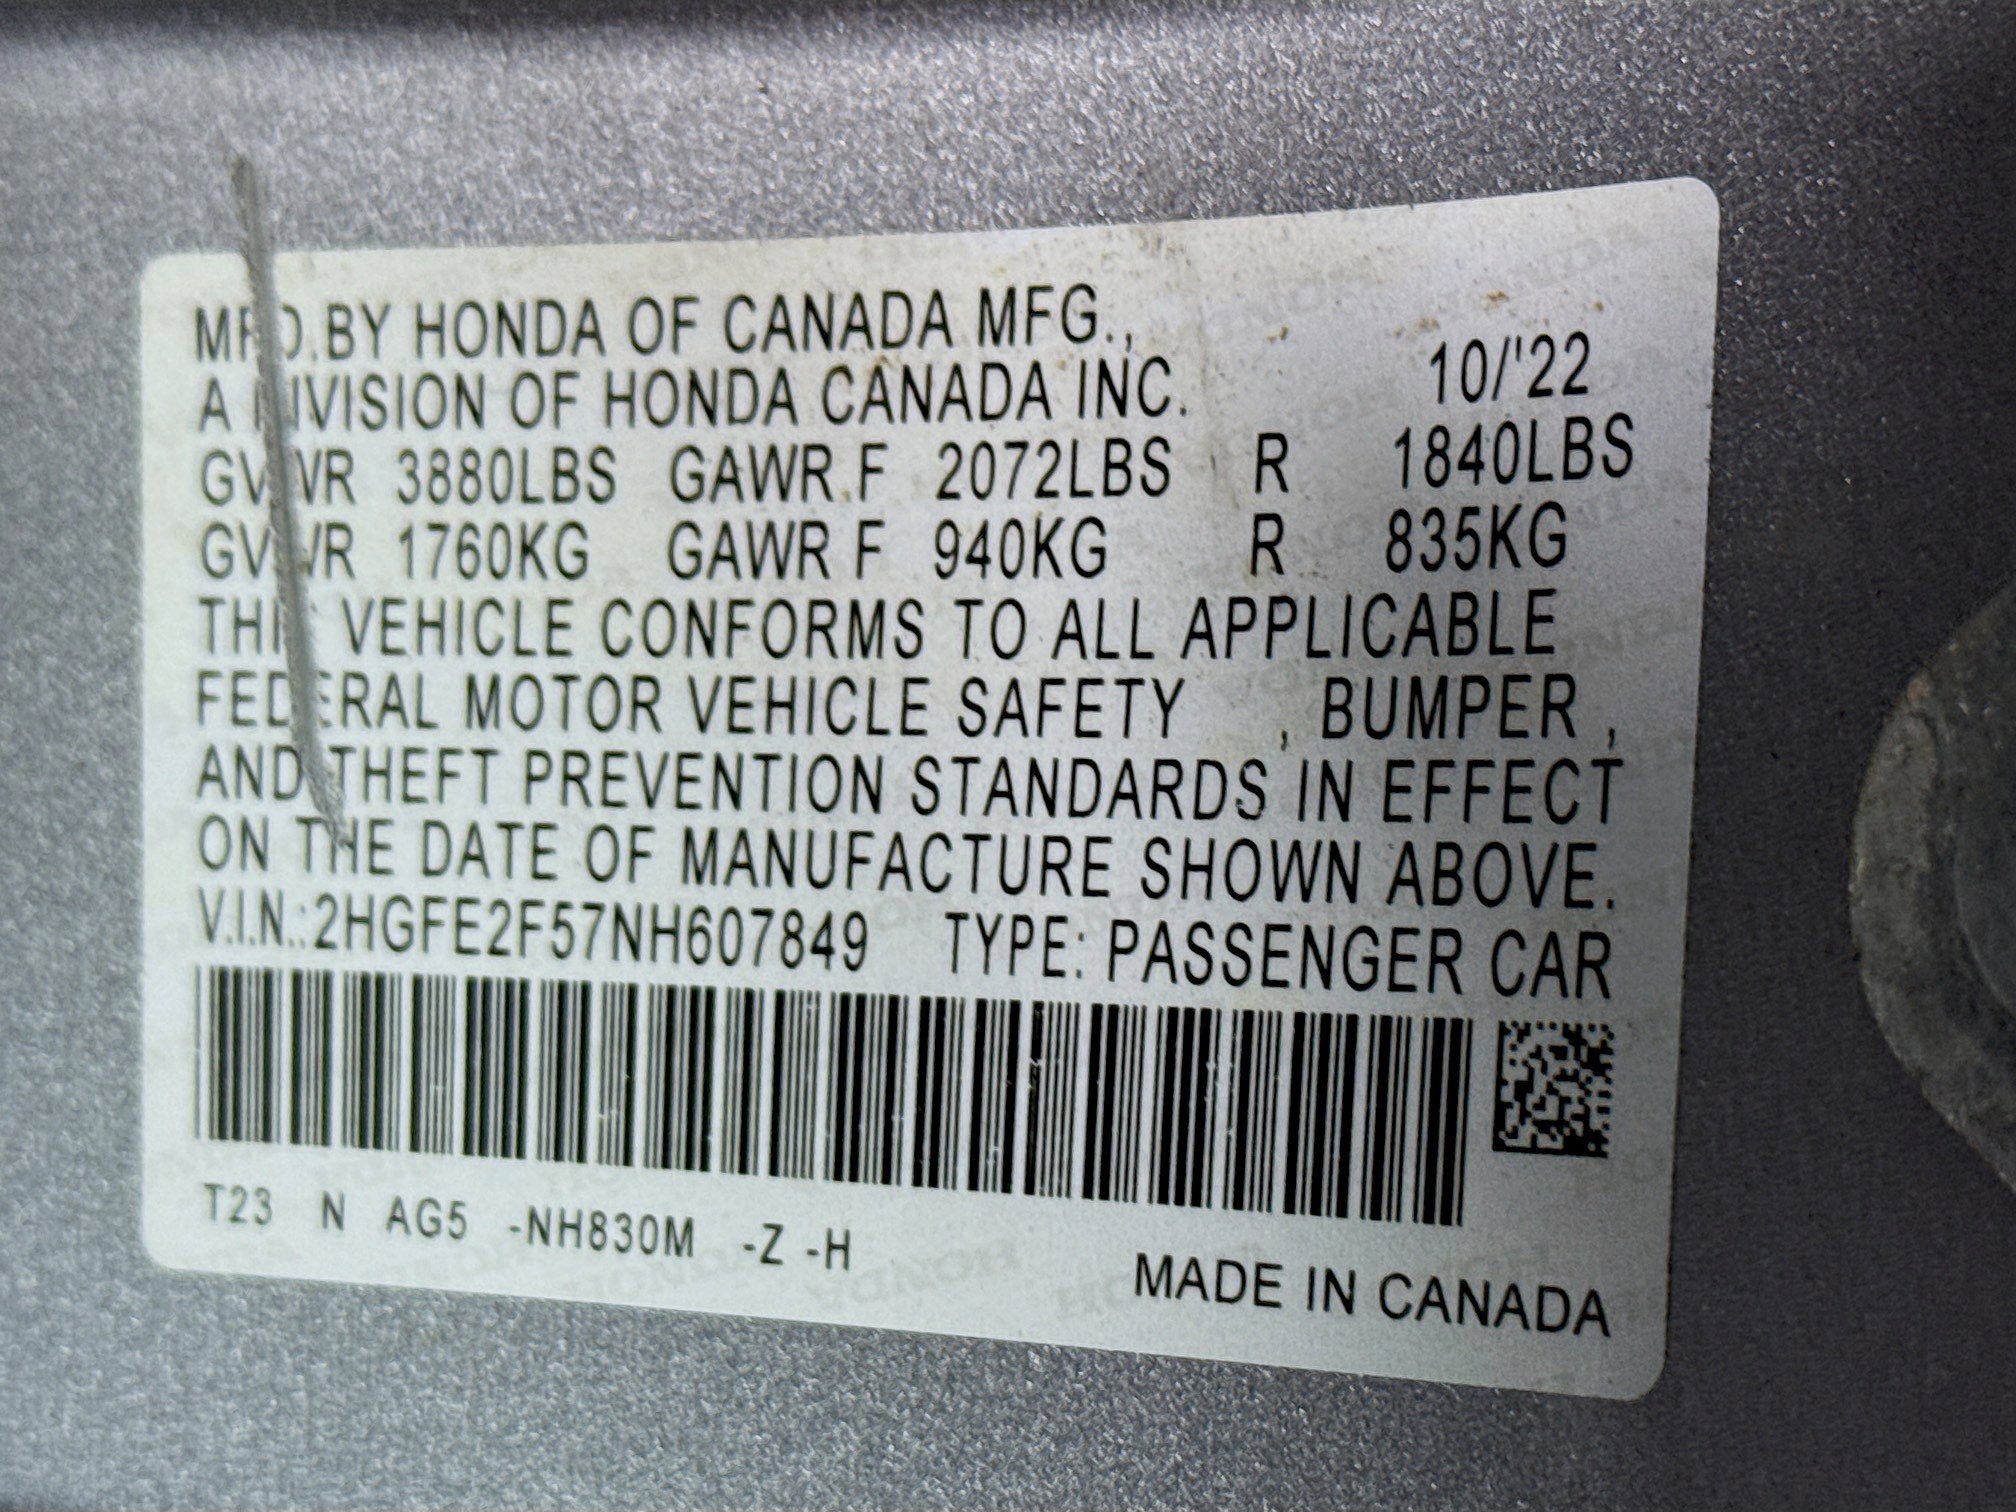 MFD.BY HONDA OF CANADA MFG.,
A DIVISION OF HONDA CANADA INC. 10/'22
GVWR 3880LBS GAWR F 2072LBS R 1840LBS
GVWR 1760KG GAWR F 940KG R 835KG
THIS VEHICLE CONFORMS TO ALL APPLICABLE
FEDERAL MOTOR VEHICLE SAFETY , BUMPER ,
AND THEFT PREVENTION STANDARDS IN EFFECT
ON THE DATE OF MANUFACTURE SHOWN ABOVE.
V.I.N.:2HGFE2F57NH607849 TYPE: PASSENGER CAR
T23 N AG5 -NH830M -Z -H
MADE IN CANADA